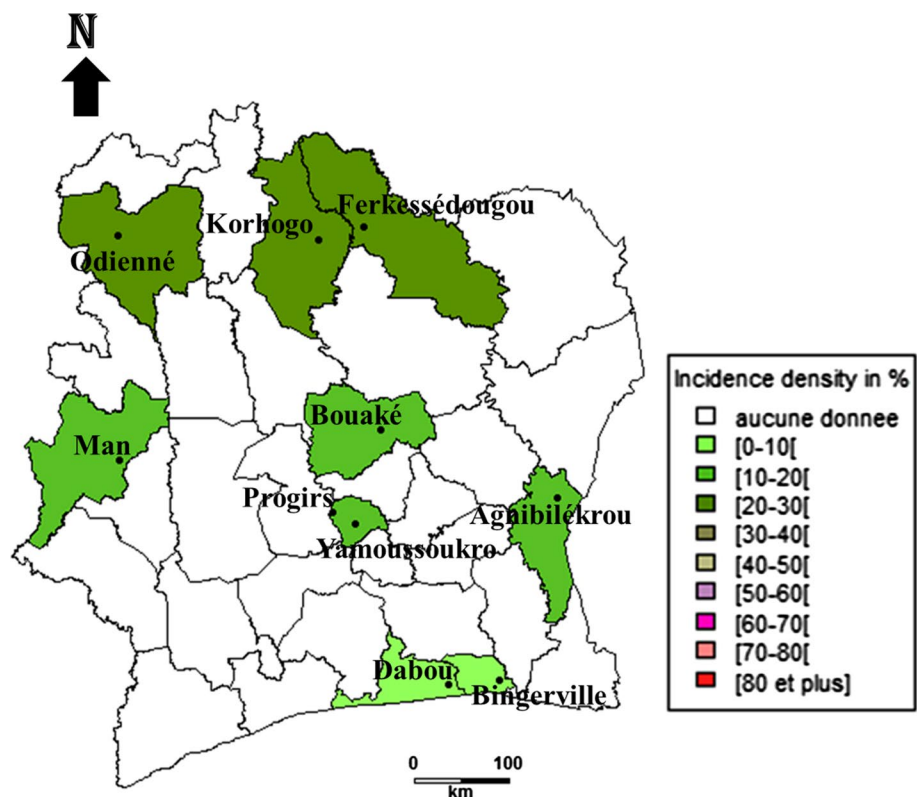 N
Ferkessédougou
Korhogo
Odienné
Bouaké
Man
Progirs
Agnibilékrou
Yamoussoukro
Dabou
Bingerville
Incidence density in %
aucune donnee
[0-10[
[10-20[
[20-30[
[30-40[
[40-50[
[50-60[
[60-70[
[70-80[
[80 et plus]
0 100
km